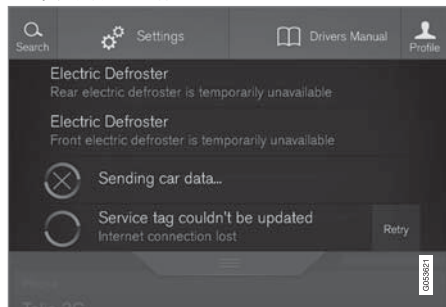 Search
Settings
Drivers Manual
Profile
Electric Defroster
Rear electric defroster is temporarily unavailable
Electric Defroster
Front electric defroster is temporarily unavailable
Sending car data...
Service tag couldn't be updated
Internet connection lost
Retry
G053621